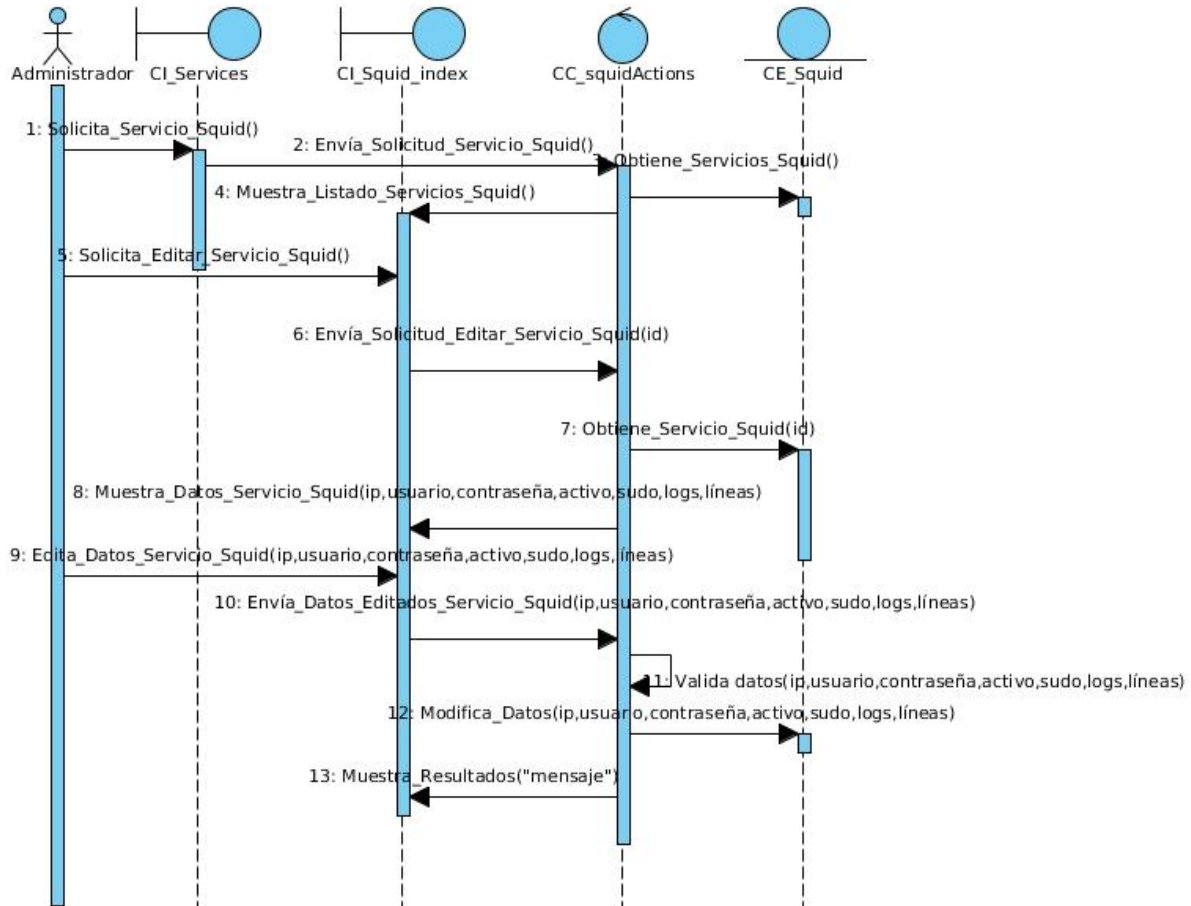 Administrador
CI_Services
CI_Squid_index
CC_squidActions
CE_Squid
1: Solicita_Servicio_Squid()
2: Envía_Solicitud_Servicio_Squid()
3: Obtiene_Servicios_Squid()
4: Muestra_Listado_Servicios_Squid()
5: Solicita_Editar_Servicio_Squid()
6: Envía_Solicitud_Editar_Servicio_Squid(id)
7: Obtiene_Servicio_Squid(id)
8: Muestra_Datos_Servicio_Squid(ip,usuario,contraseña,activo,sudo,logs,líneas)
9: Edita_Datos_Servicio_Squid(ip,usuario,contraseña,activo,sudo,logs,líneas)
10: Envía_Datos_Editados_Servicio_Squid(ip,usuario,contraseña,activo,sudo,logs,líneas)
11: Valida datos(ip,usuario,contraseña,activo,sudo,logs,líneas)
12: Modifica_Datos(ip,usuario,contraseña,activo,sudo,logs,líneas)
13: Muestra_Resultados("mensaje")